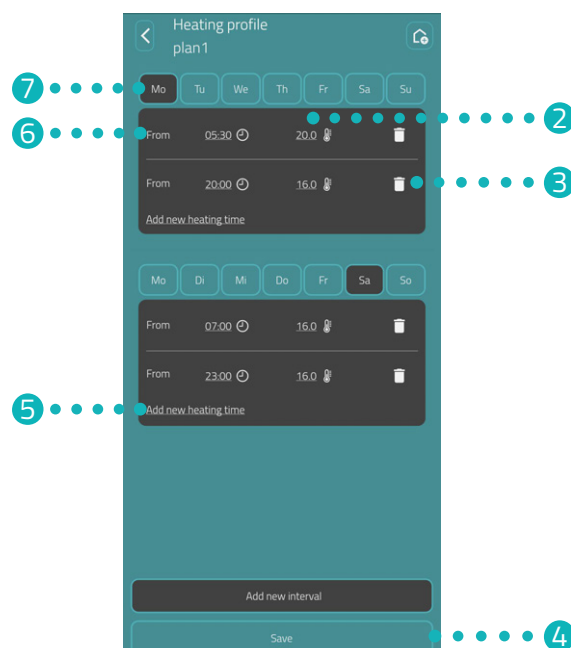 Heating profile
plan1
7
Mo Tu We Th Fr Sa Su
2
6
From 05:30 20.0
3
From 20:00 16.0
Add new heating time
Mo Di Mi Do Fr Sa So
From 07:00 16.0
From 23:00 16.0
5
Add new heating time
Add new interval
Save
4